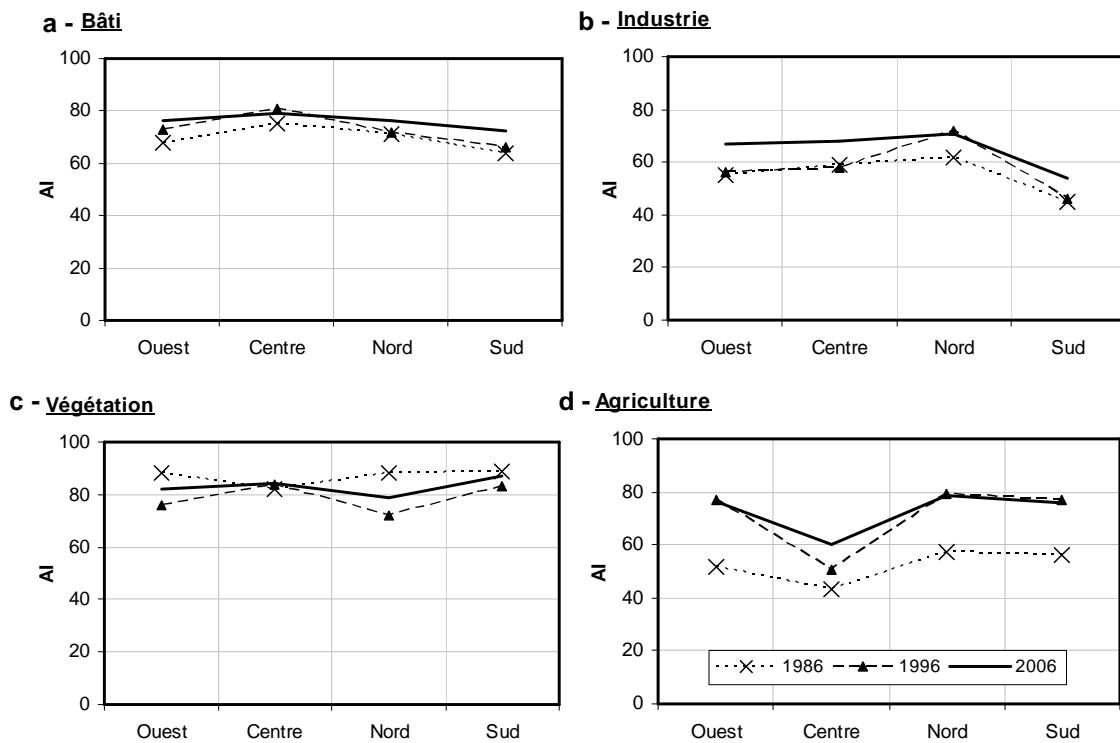 a - Bâti
100
80
60
40
20
0
AI
Ouest Centre Nord Sud
b - Industrie
100
80
60
40
20
0
AI
Ouest Centre Nord Sud
c - Végétation
100
80
60
40
20
0
AI
Ouest Centre Nord Sud
d - Agriculture
100
80
60
40
20
0
AI
1986 1996 2006
Ouest Centre Nord Sud